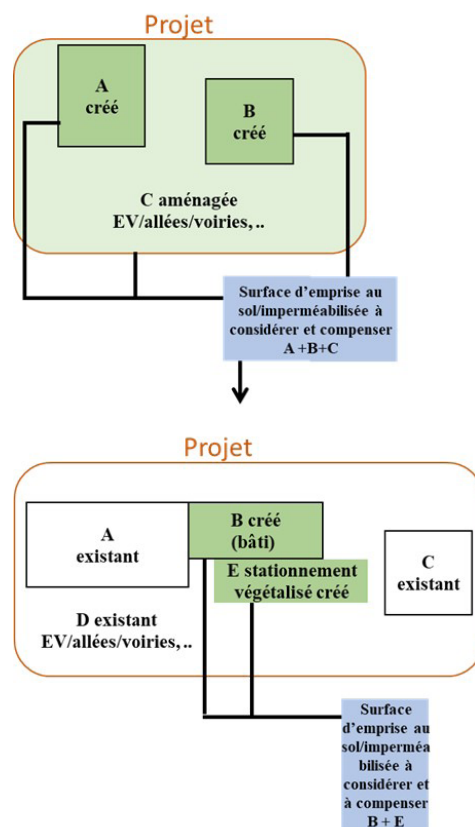 Projet
A
créé
B
créé
C aménagée
EV/allées/voiries, ..
Surface d'emprise au
sol/imperméabilisée à
considérer et compenser
A +B+C
Projet
A
existant
B créé
(bâti)
C
existant
E stationnement
végétalisé créé
D existant
EV/allées/voiries, ..
Surface
d'emprise au
sol/imperméa
bilisée à
considérer et
à compenser
B + E